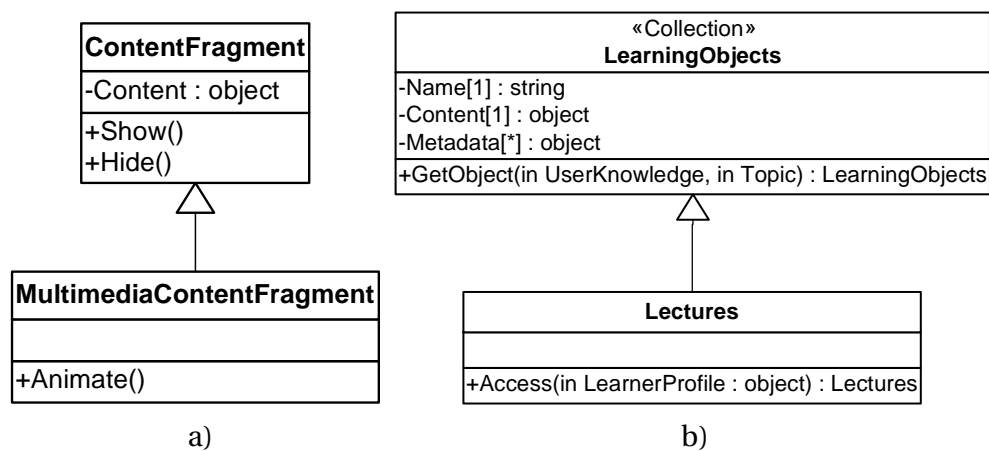 ContentFragment
-Content : object
+Show()
+Hide()
MultimediaContentFragment
+Animate()
a)
«Collection»
LearningObjects
-Name[1] : string
-Content[1] : object
-Metadata[*] : object
+GetObject(in UserKnowledge, in Topic) : LearningObjects
Lectures
+Access(in LearnerProfile : object) : Lectures
b)